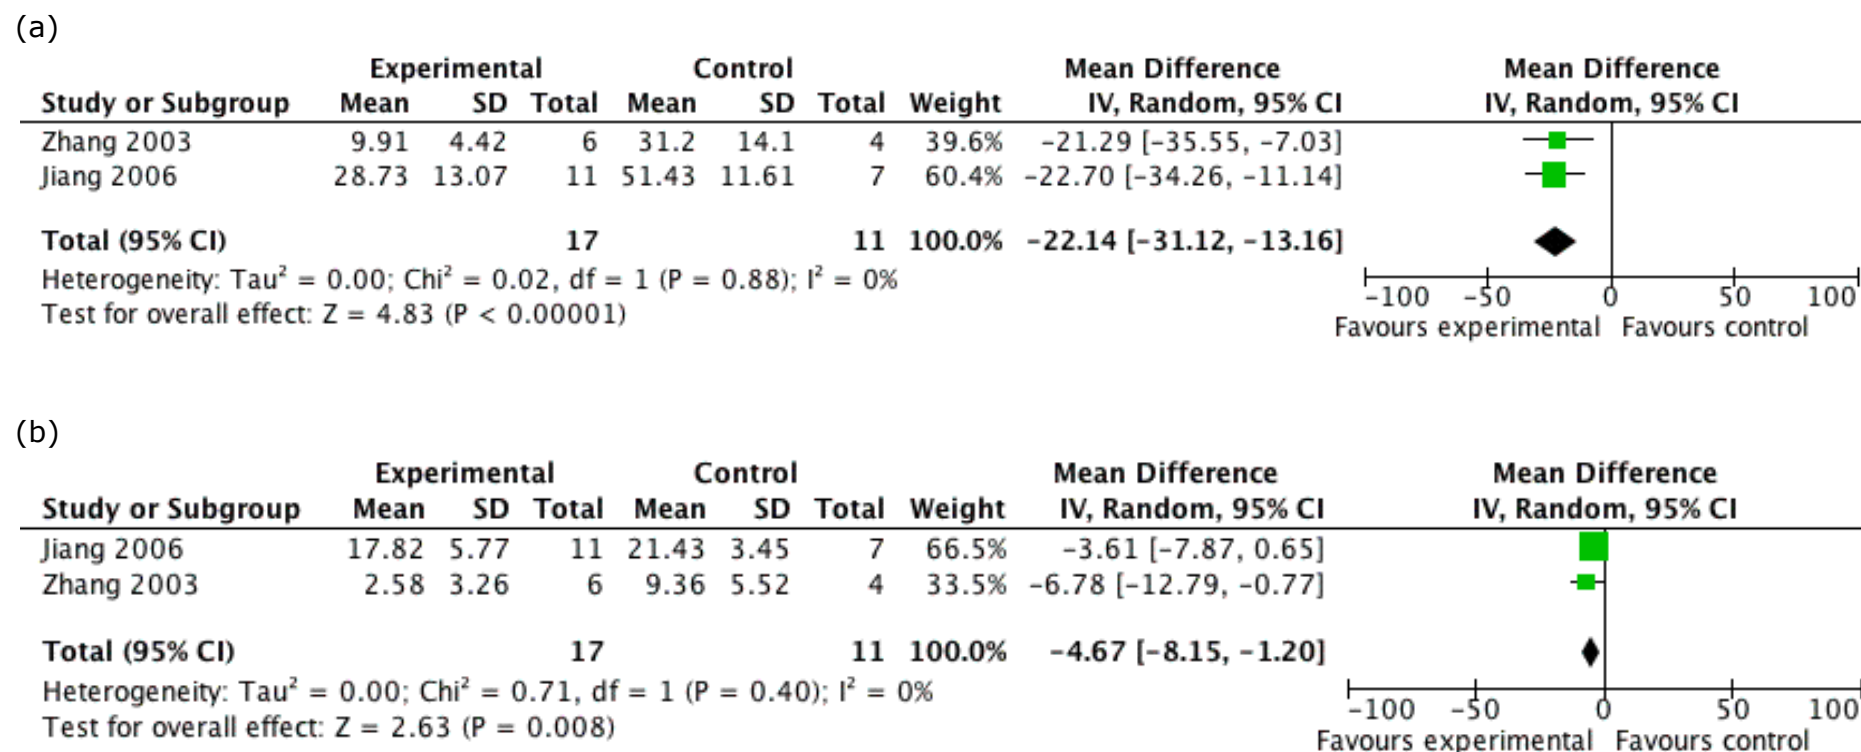 (a)
Experimental Control Mean Difference Mean Difference
Study or Subgroup Mean SD Total Mean SD Total Weight IV, Random, 95% CI IV, Random, 95% CI
Zhang 2003 9.91 4.42 6 31.2 14.1 4 39.6% −21.29 [−35.55, −7.03]
Jiang 2006 28.73 13.07 11 51.43 11.61 7 60.4% −22.70 [−34.26, −11.14]
Total (95% CI) 17 11 100.0% −22.14 [−31.12, −13.16]
Heterogeneity: Tau² = 0.00; Chi² = 0.02, df = 1 (P = 0.88); I² = 0%
−100 −50 0 50 100
Test for overall effect: Z = 4.83 (P < 0.00001)
Favours experimental Favours control
(b)
Experimental Control Mean Difference Mean Difference
Study or Subgroup Mean SD Total Mean SD Total Weight IV, Random, 95% CI IV, Random, 95% CI
Jiang 2006 17.82 5.77 11 21.43 3.45 7 66.5% −3.61 [−7.87, 0.65]
Zhang 2003 2.58 3.26 6 9.36 5.52 4 33.5% −6.78 [−12.79, −0.77]
Total (95% CI) 17 11 100.0% −4.67 [−8.15, −1.20]
Heterogeneity: Tau² = 0.00; Chi² = 0.71, df = 1 (P = 0.40); I² = 0%
−100 −50 0 50 100
Test for overall effect: Z = 2.63 (P = 0.008)
Favours experimental Favours control